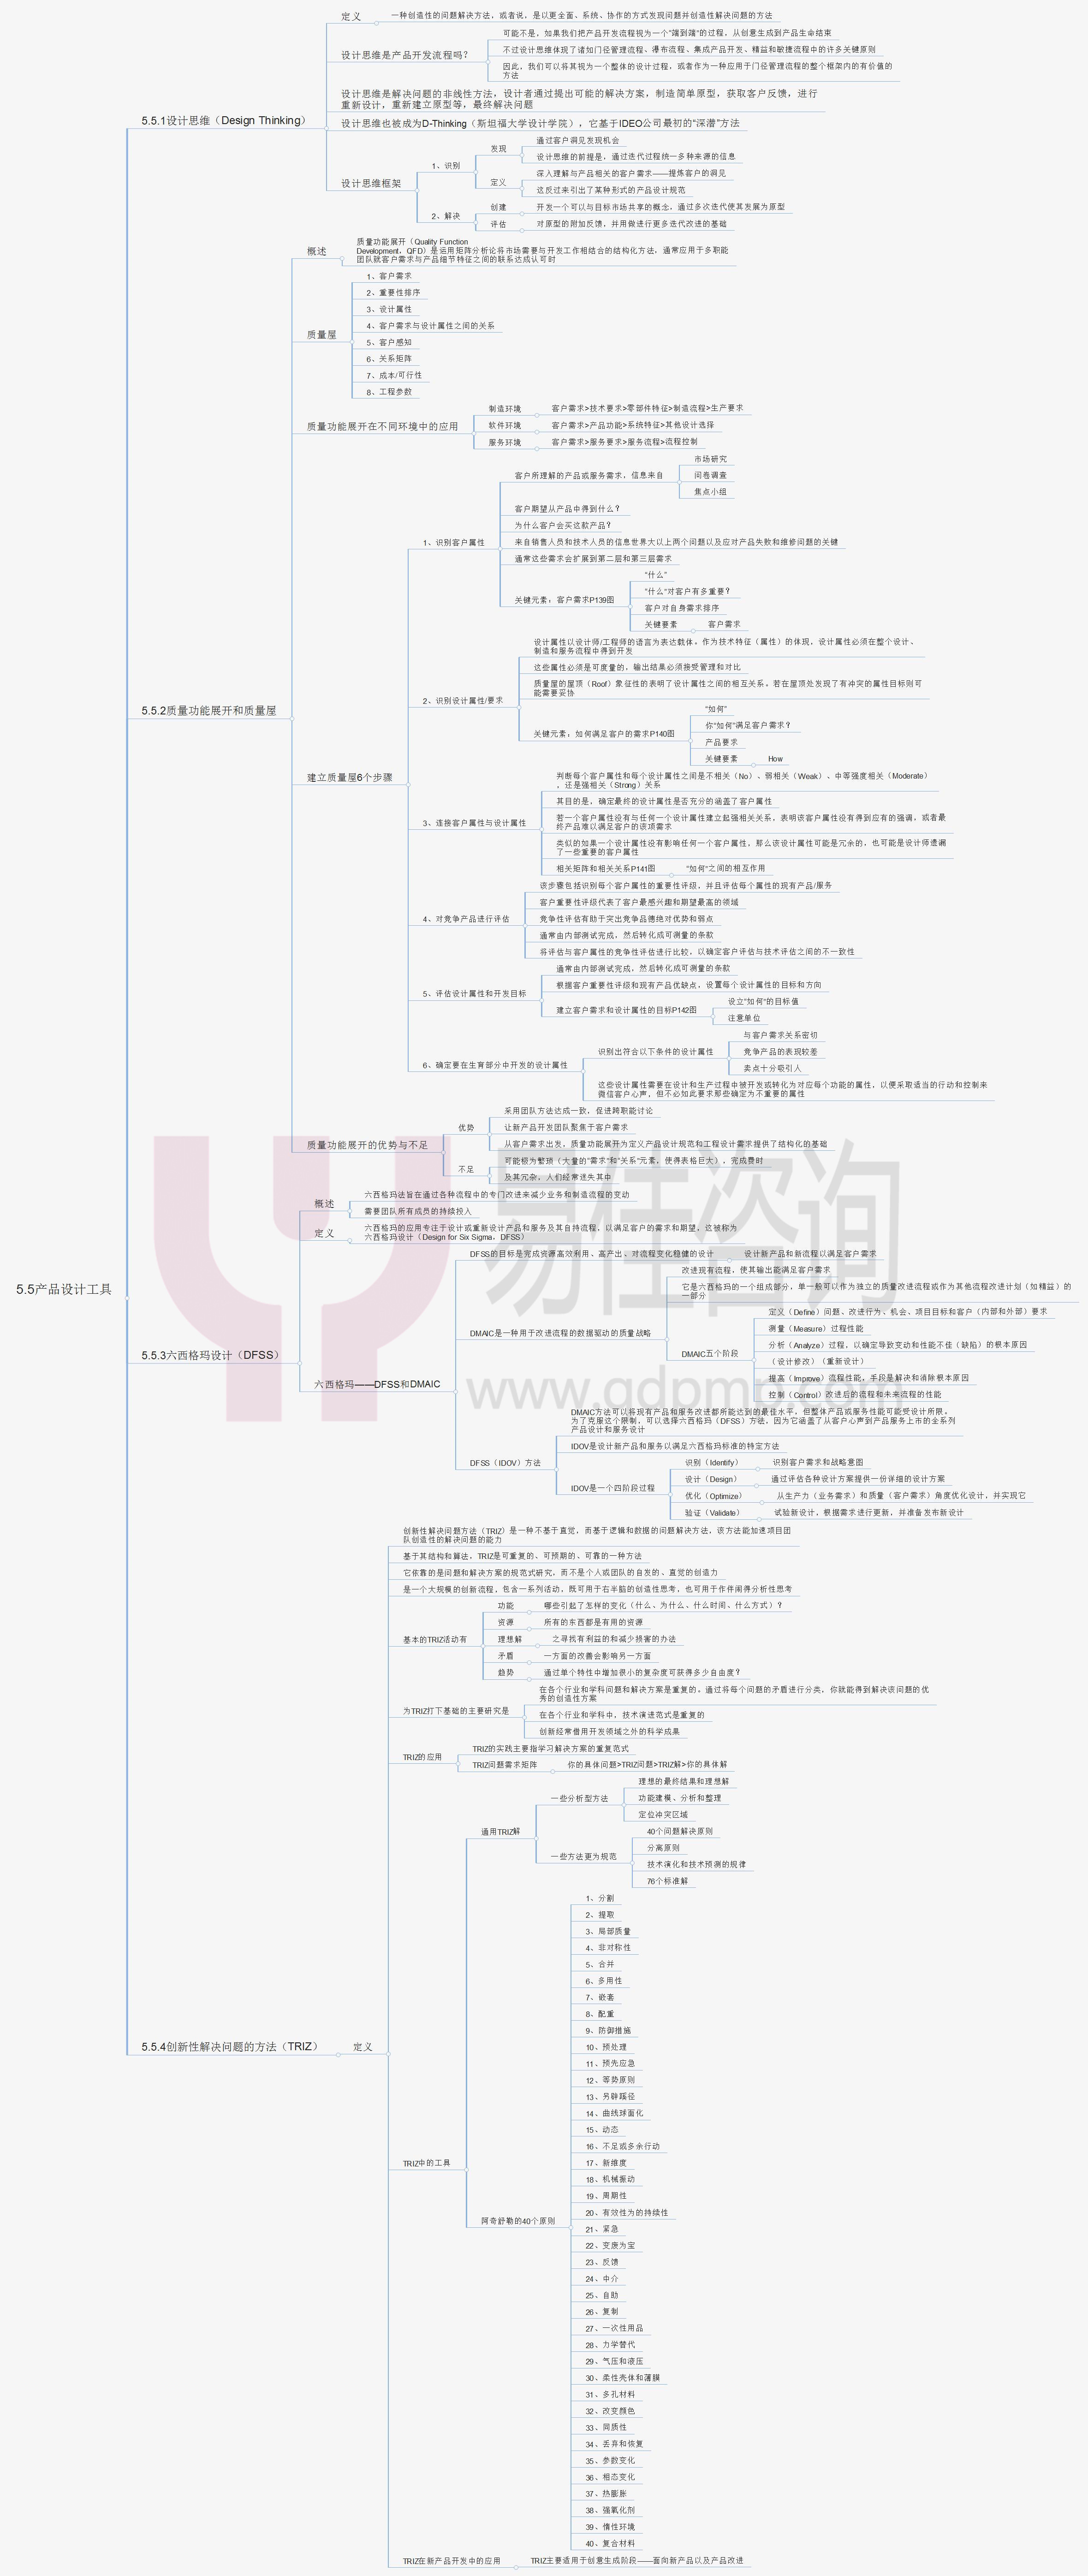 5.5产品设计工具
5.5.1设计思维（Design Thinking）
定义
一种创造性的问题解决方法，或者说，是以更全面、系统、协作的方式发现问题并创造性解决问题的方法
设计思维是产品开发流程吗？
可能不是，如果我们把产品开发流程视为一个"端到端"的过程，从创意生成到产品生命结束
不过设计思维体现了诸如门径管理流程、瀑布流程、集成产品开发、精益和敏捷流程中的许多关键原则
因此，我们可以将其视为一个整体的设计过程，或者作为一种应用于门径管理流程的整个框架内的有价值的
方法
设计思维是解决问题的非线性方法，设计者通过提出可能的解决方案，制造简单原型，获取客户反馈，进行
重新设计，重新建立原型等，最终解决问题
设计思维也被成为D-Thinking（斯坦福大学设计学院），它基于IDEO公司最初的"深潜"方法
设计思维框架
1、识别
发现
通过客户洞见发现机会
设计思维的前提是，通过迭代过程统一多种来源的信息
定义
深入理解与产品相关的客户需求——提炼客户的洞见
这反过来引出了某种形式的产品设计规范
2、解决
创建
开发一个可以与目标市场共享的概念，通过多次迭代使其发展为原型
评估
对原型的附加反馈，并用做进行更多迭代改进的基础
5.5.2质量功能展开和质量屋
概述
质量功能展开（Quality Function
Development，QFD）是运用矩阵分析论将市场需要与开发工作相结合的结构化方法，通常应用于多职能
团队就客户需求与产品细节特征之间的联系达成认可时
质量屋
1、客户需求
2、重要性排序
3、设计属性
4、客户需求与设计属性之间的关系
5、客户感知
6、关系矩阵
7、成本/可行性
8、工程参数
质量功能展开在不同环境中的应用
制造环境
客户需求>技术要求>零部件特征>制造流程>生产要求
软件环境
客户需求>产品功能>系统特征>其他设计选择
服务环境
客户需求>服务要求>服务流程>流程控制
建立质量屋6个步骤
1、识别客户属性
客户所理解的产品或服务需求，信息来自
市场研究
问卷调查
焦点小组
客户期望从产品中得到什么？
为什么客户会买这款产品？
来自销售人员和技术人员的信息世界大以上两个问题以及应对产品失败和维修问题的关键
通常这些需求会扩展到第二层和第三层需求
关键元素：客户需求P139图
"什么"
"什么"对客户有多重要？
客户对自身需求排序
关键要素
客户需求
2、识别设计属性/要求
设计属性以设计师/工程师的语言为表达载体。作为技术特征（属性）的体现，设计属性必须在整个设计、
制造和服务流程中得到开发
这些属性必须是可度量的，输出结果必须接受管理和对比
质量屋的屋顶（Roof）象征性的表明了设计属性之间的相互关系。若在屋顶处发现了有冲突的属性目标则可
能需要妥协
关键元素：如何满足客户的需求P140图
"如何"
你"如何"满足客户需求？
产品要求
关键要素
How
3、连接客户属性与设计属性
判断每个客户属性和每个设计属性之间是不相关（No）、弱相关（Weak）、中等强度相关（Moderate）
、还是强相关（Strong）关系
其目的是，确定最终的设计属性是否充分的涵盖了客户属性
若一个客户属性没有与任何一个设计属性建立起强相关关系，表明该客户属性没有得到应有的强调，或者最
终产品难以满足客户的该项需求
类似的如果一个设计属性没有影响任何一个客户属性，那么该设计属性可能是冗余的，也可能是设计师遗漏
了一些重要的客户属性
相关矩阵和相关关系P141图
"如何"之间的相互作用
4、对竞争产品进行评估
该步骤包括识别每个客户属性的重要性评级，并且评估每个属性的现有产品/服务
客户重要性评级代表了客户最感兴趣和期望最高的领域
竞争性评估有助于突出竞争品德绝对优势和弱点
通常由内部测试完成，然后转化成可测量的条款
将评估与客户属性的竞争性评估进行比较，以确定客户评估与技术评估之间的不一致性
5、评估设计属性和开发目标
通常由内部测试完成，然后转化成可测量的条款
根据客户重要性评级和现有产品优缺点，设置每个设计属性的目标和方向
建立客户需求和设计属性的目标P142图
设立"如何"的目标值
注意单位
6、确定要在生育部分中开发的设计属性
识别出符合以下条件的设计属性
与客户需求关系密切
竞争产品的表现较差
卖点十分吸引人
这些设计属性需要在设计和生产过程中被开发或转化为对应每个功能的属性，以便采取适当的行动和控制来
微信客户心声，但不必如此要求那些确定为不重要的属性
质量功能展开的优势与不足
优势
采用团队方法达成一致，促进跨职能讨论
让新产品开发团队聚焦于客户需求
从客户需求出发，质量功能展开为定义产品设计规范和工程设计需求提供了结构化的基础
不足
可能极为繁琐（大量的"需求"和"关系"元素，使得表格巨大），完成费时
及其冗杂，人们经常迷失其中
5.5.3六西格玛设计（DFSS）
概述
六西格玛法旨在通过各种流程中的专门改进来减少业务和制造流程的变动
需要团队所有成员的持续投入
定义
六西格玛的应用专注于设计或重新设计产品和服务及其自持流程，以满足客户的需求和期望，这被称为
六西格玛设计（Design for Six Sigma，DFSS）
六西格玛——DFSS和DMAIC
DFSS的目标是完成资源高效利用、高产出、对流程变化稳健的设计
设计新产品和新流程以满足客户需求
DMAIC是一种用于改进流程的数据驱动的质量战略
改进现有流程，使其输出能满足客户需求
它是六西格玛的一个组成部分，单一般可以作为独立的质量改进流程或作为其他流程改进计划（如精益）的
一部分
DMAIC五个阶段
定义（Define）问题、改进行为、机会、项目目标和客户（内部和外部）要求
测量（Measure）过程性能
分析（Analyze）过程，以确定导致变动和性能不佳（缺陷）的根本原因
（设计修改）（重新设计）
提高（Improve）流程性能，手段是解决和消除根本原因
控制（Control）改进后的流程和未来流程的性能
DFSS（IDOV）方法
DMAIC方法可以将现有产品和服务改进都所能达到的最佳水平，但整体产品或服务性能可能受设计所限。
为了克服这个限制，可以选择六西格玛（DFSS）方法，因为它涵盖了从客户心声到产品服务上市的全系列
产品设计和服务设计
IDOV是设计新产品和服务以满足六西格玛标准的特定方法
IDOV是一个四阶段过程
识别（Identify）
识别客户需求和战略意图
设计（Design）
通过评估各种设计方案提供一份详细的设计方案
优化（Optimize）
从生产力（业务需求）和质量（客户需求）角度优化设计，并实现它
验证（Validate）
试验新设计，根据需求进行更新，并准备发布新设计
5.5.4创新性解决问题的方法（TRIZ）
定义
创新性解决问题方法（TRIZ）是一种不基于直觉，而基于逻辑和数据的问题解决方法，该方法能加速项目团
队创造性的解决问题的能力
基于其结构和算法，TRIZ是可重复的、可预期的、可靠的一种方法
它依靠的是问题和解决方案的规范式研究，而不是个人或团队的自发的、直觉的创造力
是一个大规模的创新流程，包含一系列活动，既可用于右半脑的创造性思考，也可用于作伴闹得分析性思考
基本的TRIZ活动有
功能
哪些引起了怎样的变化（什么、为什么、什么时间、什么方式）？
资源
所有的东西都是有用的资源
理想解
之寻找有利益的和减少损害的办法
矛盾
一方面的改善会影响另一方面
趋势
通过单个特性中增加很小的复杂度可获得多少自由度？
为TRIZ打下基础的主要研究是
在各个行业和学科问题和解决方案是重复的。通过将每个问题的矛盾进行分类，你就能得到解决该问题的优
秀的创造性方案
在各个行业和学科中，技术演进范式是重复的
创新经常借用开发领域之外的科学成果
TRIZ的应用
TRIZ的实践主要指学习解决方案的重复范式
TRIZ问题需求矩阵
你的具体问题>TRIZ问题>TRIZ解>你的具体解
TRIZ中的工具
通用TRIZ解
一些分析型方法
理想的最终结果和理想解
功能建模、分析和整理
定位冲突区域
一些方法更为规范
40个问题解决原则
分离原则
技术演化和技术预测的规律
76个标准解
阿奇舒勒的40个原则
1、分割
2、提取
3、局部质量
4、非对称性
5、合并
6、多用性
7、嵌套
8、配重
9、防御措施
10、预处理
11、预先应急
12、等势原则
13、另辟蹊径
14、曲线球面化
15、动态
16、不足或多余行动
17、新维度
18、机械振动
19、周期性
20、有效性为的持续性
21、紧急
22、变废为宝
23、反馈
24、中介
25、自助
26、复制
27、一次性用品
28、力学替代
29、气压和液压
30、柔性壳体和薄膜
31、多孔材料
32、改变颜色
33、同质性
34、丢弃和恢复
35、参数变化
36、相态变化
37、热膨胀
38、强氧化剂
39、惰性环境
40、复合材料
TRIZ在新产品开发中的应用
TRIZ主要适用于创意生成阶段——面向新产品以及产品改进
易佳咨询